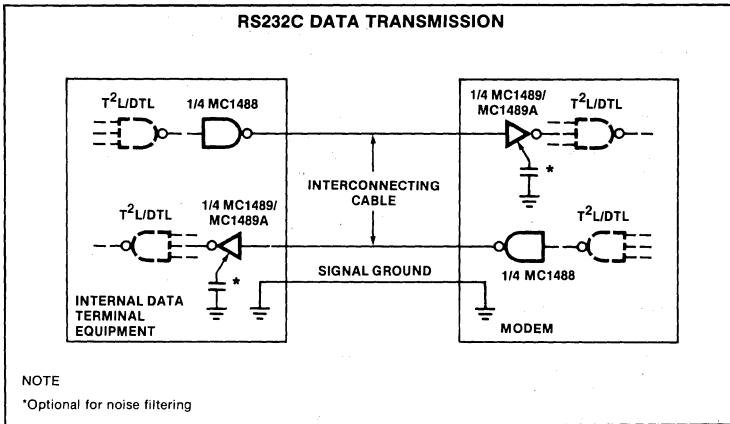 RS232C DATA TRANSMISSION
T²L/DTL
1/4 MC1488
1/4 MC1489/
MC1489A
T²L/DTL
*
INTERCONNECTING
CABLE
T²L/DTL
1/4 MC1489/
MC1489A
*
T²L/DTL
1/4 MC1488
SIGNAL GROUND
INTERNAL DATA
TERMINAL
EQUIPMENT
MODEM
NOTE
*Optional for noise filtering